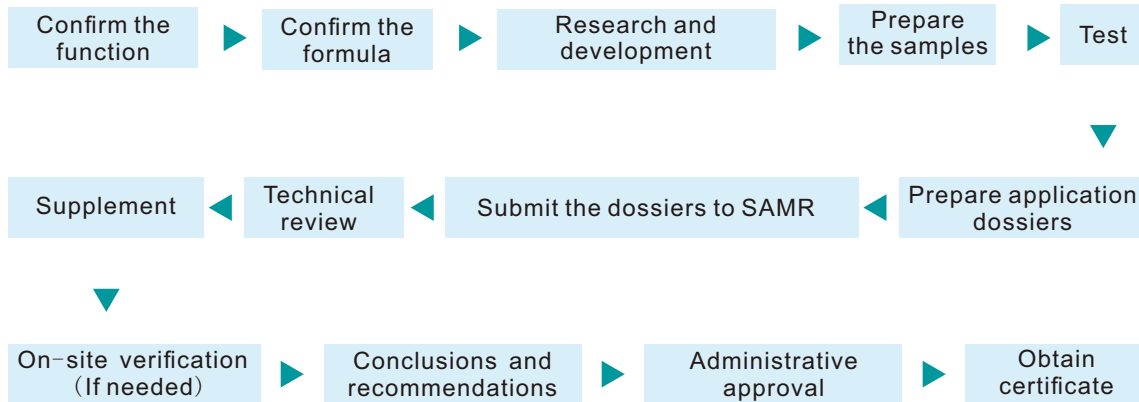 Confirm the
function
Confirm the
formula
Research and
development
Prepare
the samples
Test
Prepare application
dossiers
Submit the dossiers to SAMR
Technical
review
Supplement
On-site verification
(If needed)
Conclusions and
recommendations
Administrative
approval
Obtain
certificate